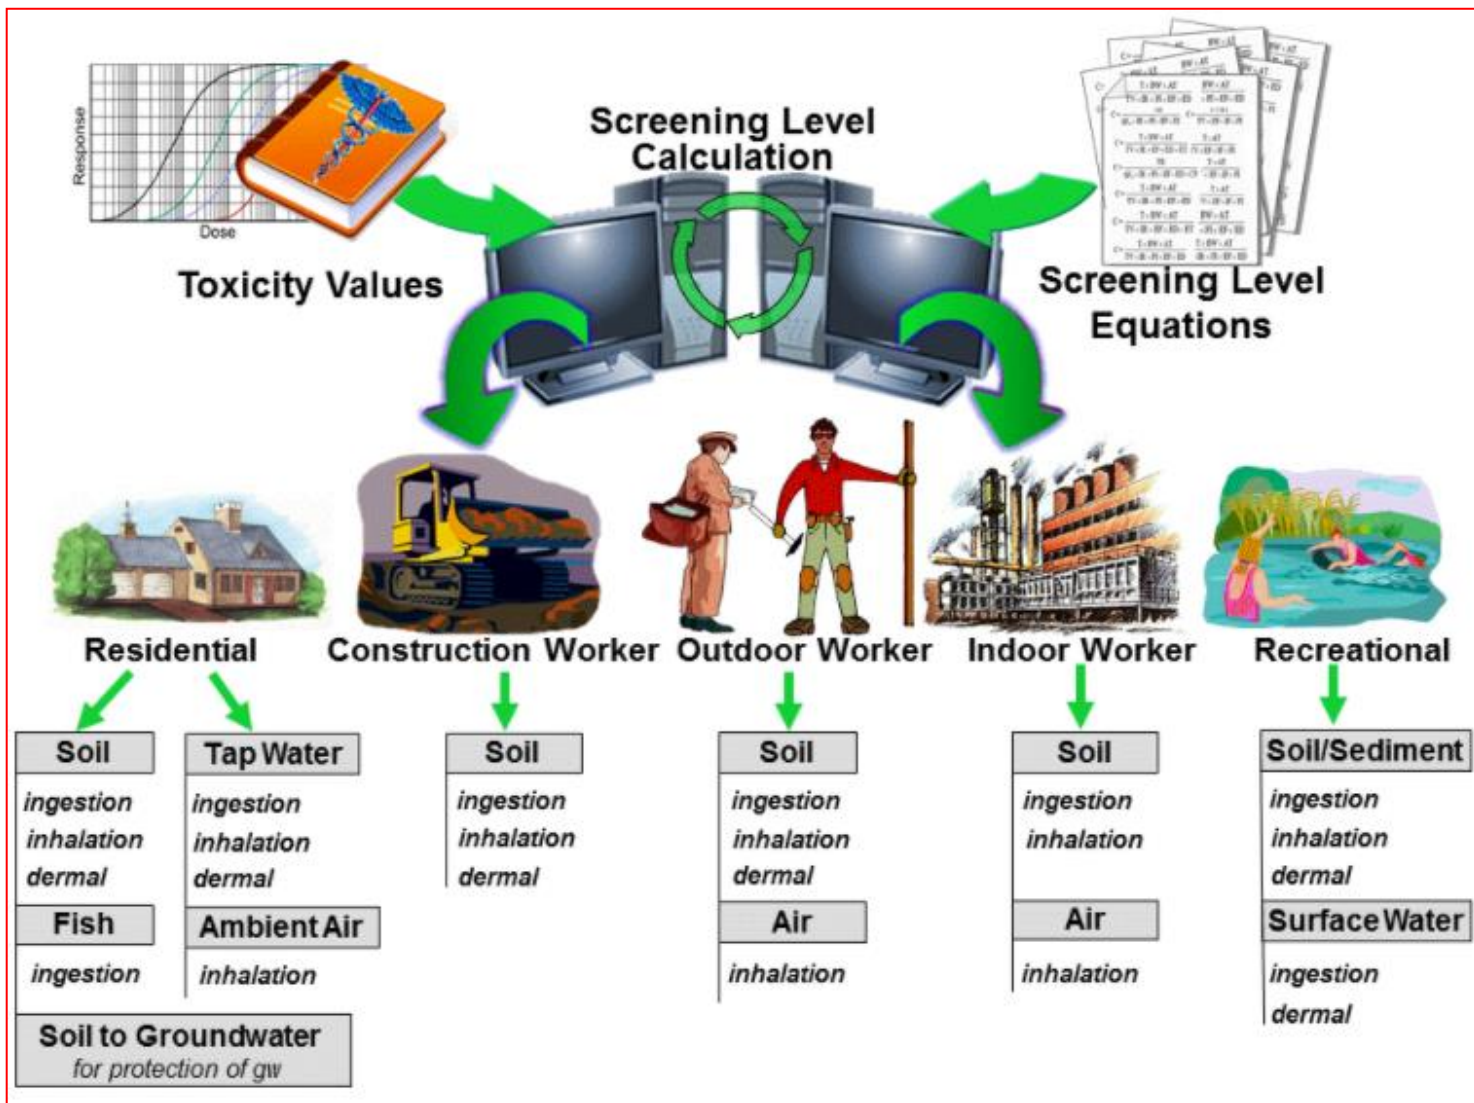 Response
Dose
Toxicity Values
Screening Level
Calculation
Screening Level
Equations
Residential
Construction Worker
Outdoor Worker
Indoor Worker
Recreational
Soil
ingestion
inhalation
dermal
Fish
ingestion
Soil to Groundwater
for protection of gw
Tap Water
ingestion
inhalation
dermal
Ambient Air
inhalation
Soil
ingestion
inhalation
dermal
Soil
ingestion
inhalation
dermal
Air
inhalation
Soil
ingestion
inhalation
Air
inhalation
Soil/Sediment
ingestion
inhalation
dermal
Surface Water
ingestion
dermal